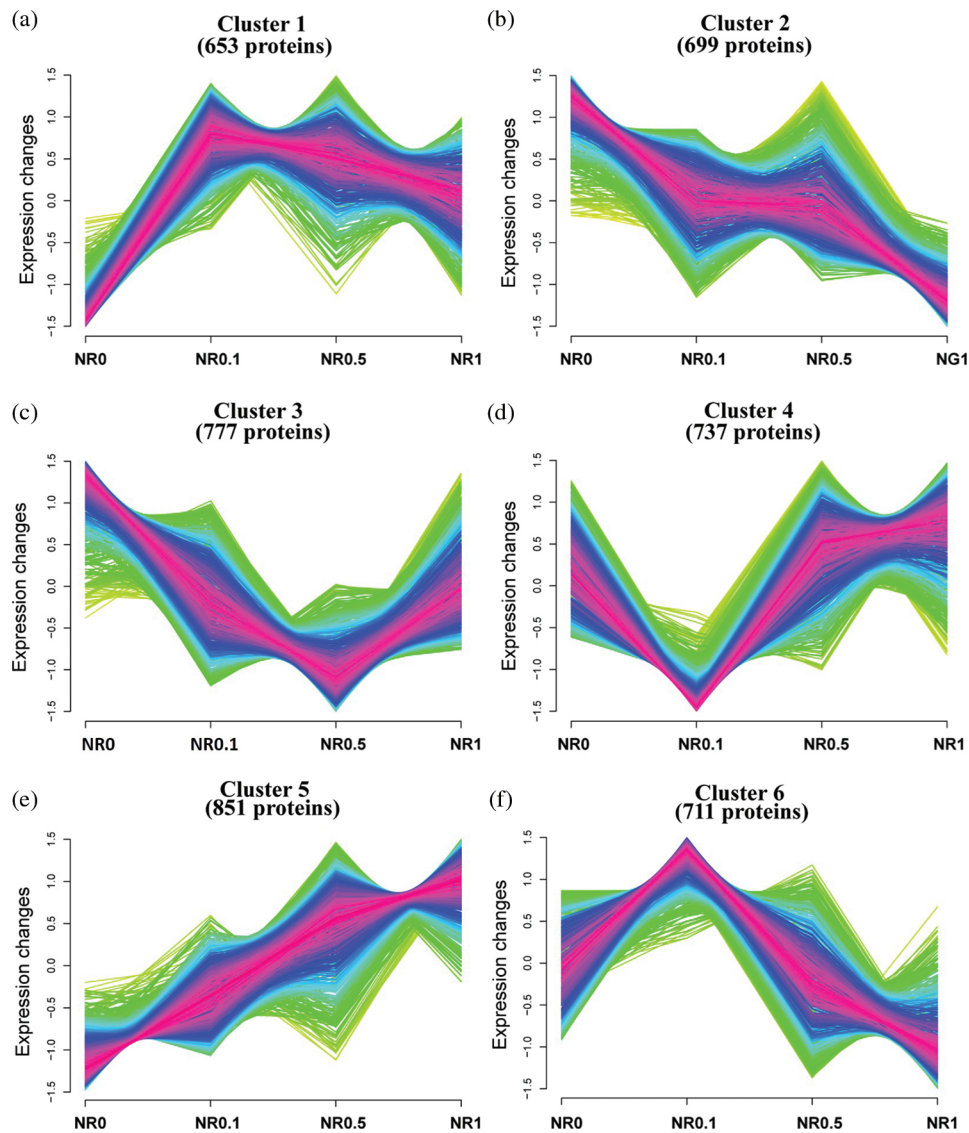 (a)
Cluster 1
(653 proteins)
Expression changes
1.5
1.0
0.5
0.0
−0.5
−1.0
−1.5
NR0 NR0.1 NR0.5 NR1
(b)
Cluster 2
(699 proteins)
Expression changes
1.5
1.0
0.5
0.0
−0.5
−1.0
−1.5
NR0 NR0.1 NR0.5 NG1
(c)
Cluster 3
(777 proteins)
Expression changes
1.5
1.0
0.5
0.0
−0.5
−1.0
−1.5
NR0 NR0.1 NR0.5 NR1
(d)
Cluster 4
(737 proteins)
Expression changes
1.5
1.0
0.5
0.0
−0.5
−1.0
−1.5
NR0 NR0.1 NR0.5 NR1
(e)
Cluster 5
(851 proteins)
Expression changes
1.5
1.0
0.5
0.0
−0.5
−1.0
−1.5
NR0 NR0.1 NR0.5 NR1
(f)
Cluster 6
(711 proteins)
Expression changes
1.5
1.0
0.5
0.0
−0.5
−1.0
−1.5
NR0 NR0.1 NR0.5 NR1